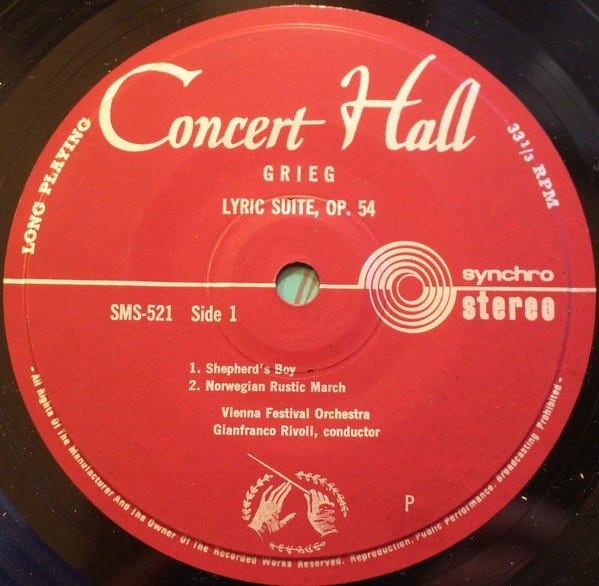 Concert Hall
LONG PLAYING
33 1/3 RPM
GRIEG
LYRIC SUITE, OP. 54
synchro
stereo
SMS-521 Side 1
1. Shepherd's Boy
2. Norwegian Rustic March
Vienna Festival Orchestra
Gianfranco Rivoli, conductor
P
- All Rights Of The Manufacturer And The Owner Of The Recorded Works Reserved. Reproduction. Public Performance. Broadcasting Prohibited -